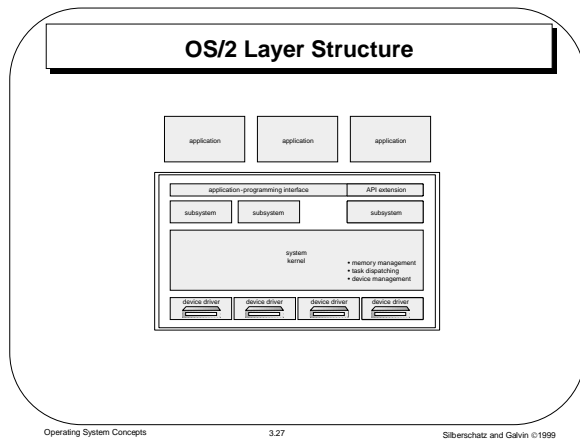 OS/2 Layer Structure
application application application
application-programming interface API extension
subsystem subsystem subsystem
system
kernel
• memory management
• task dispatching
• device management
device driver device driver device driver device driver
Operating System Concepts 3.27 Silberschatz and Galvin ©1999